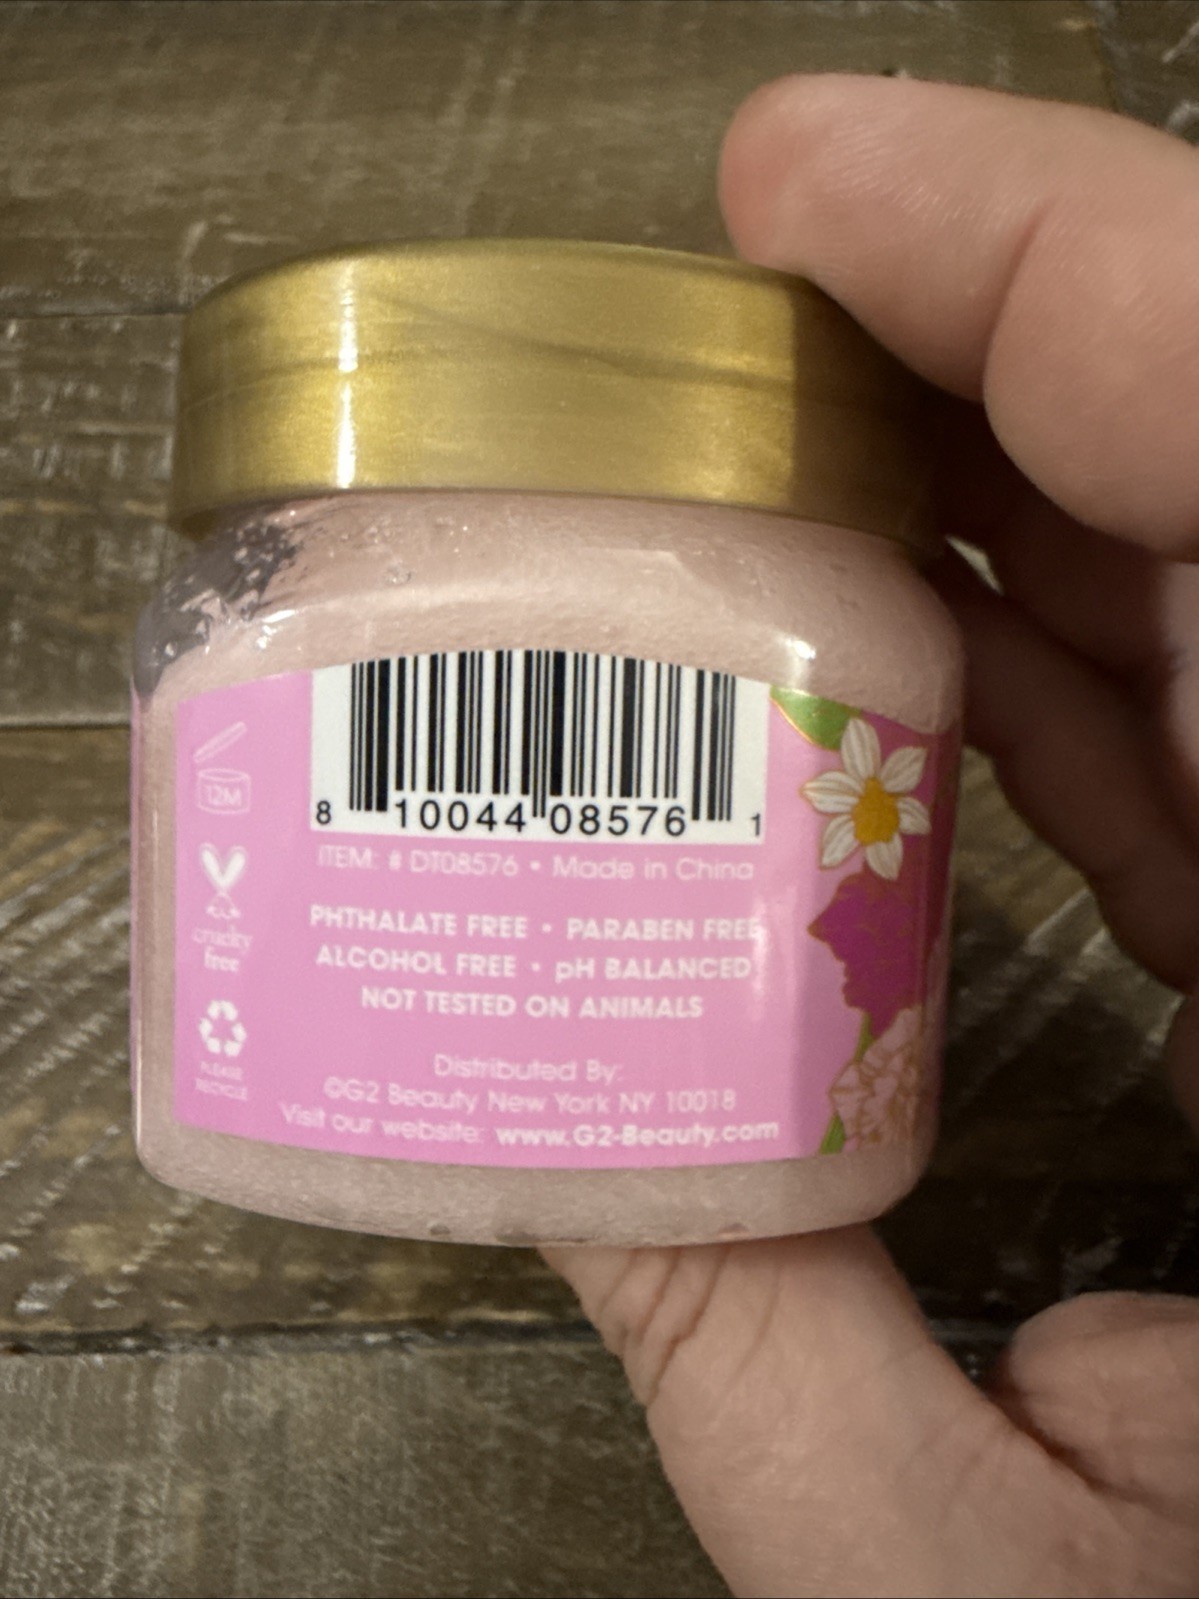 8 10044 08576 1
ITEM: # DT08576 • Made in China
12M
PHTHALATE FREE • PARABEN FREE
ALCOHOL FREE • pH BALANCED
NOT TESTED ON ANIMALS
cruelty
free
PLEASE
RECYCLE
Distributed By:
©G2 Beauty New York NY 10018
Visit our website: www.G2-Beauty.com